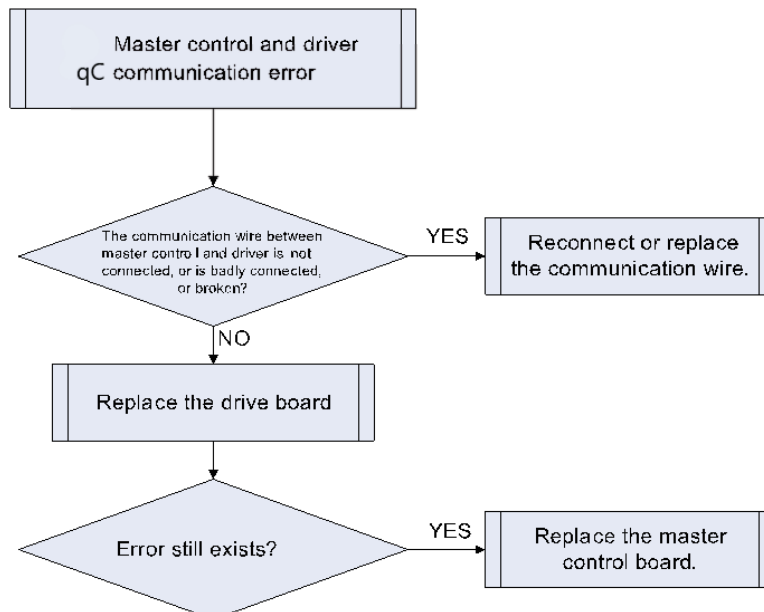 Master control and driver
qC communication error
The communication wire between
master control and driver is not
connected, or is badly connected,
or broken?
YES
Reconnect or replace
the communication wire.
NO
Replace the drive board
Error still exists?
YES
Replace the master
control board.